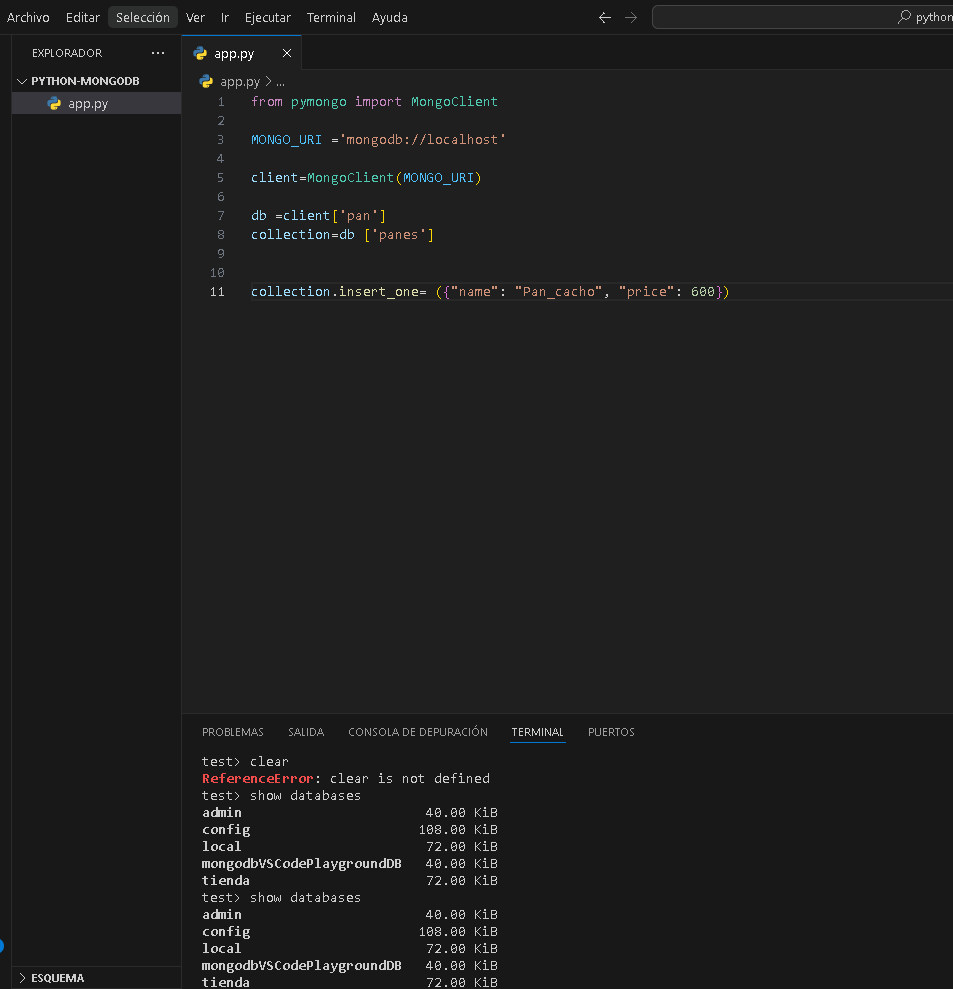 Archivo Editar Selección Ver Ir Ejecutar Terminal Ayuda
python
EXPLORADOR ...
PYTHON-MONGODB
app.py
app.py
app.py > ...
1 from pymongo import MongoClient
2
3 MONGO_URI ='mongodb://localhost'
4
5 client=MongoClient(MONGO_URI)
6
7 db =client['pan']
8 collection=db ['panes']
9
10
11 collection.insert_one= ({"name": "Pan_cacho", "price": 600})
PROBLEMAS SALIDA CONSOLA DE DEPURACIÓN TERMINAL PUERTOS
test> clear
ReferenceError: clear is not defined
test> show databases
admin 40.00 KiB
config 108.00 KiB
local 72.00 KiB
mongodbVSCodePlaygroundDB 40.00 KiB
tienda 72.00 KiB
test> show databases
admin 40.00 KiB
config 108.00 KiB
local 72.00 KiB
mongodbVSCodePlaygroundDB 40.00 KiB
tienda 72.00 KiB
ESQUEMA